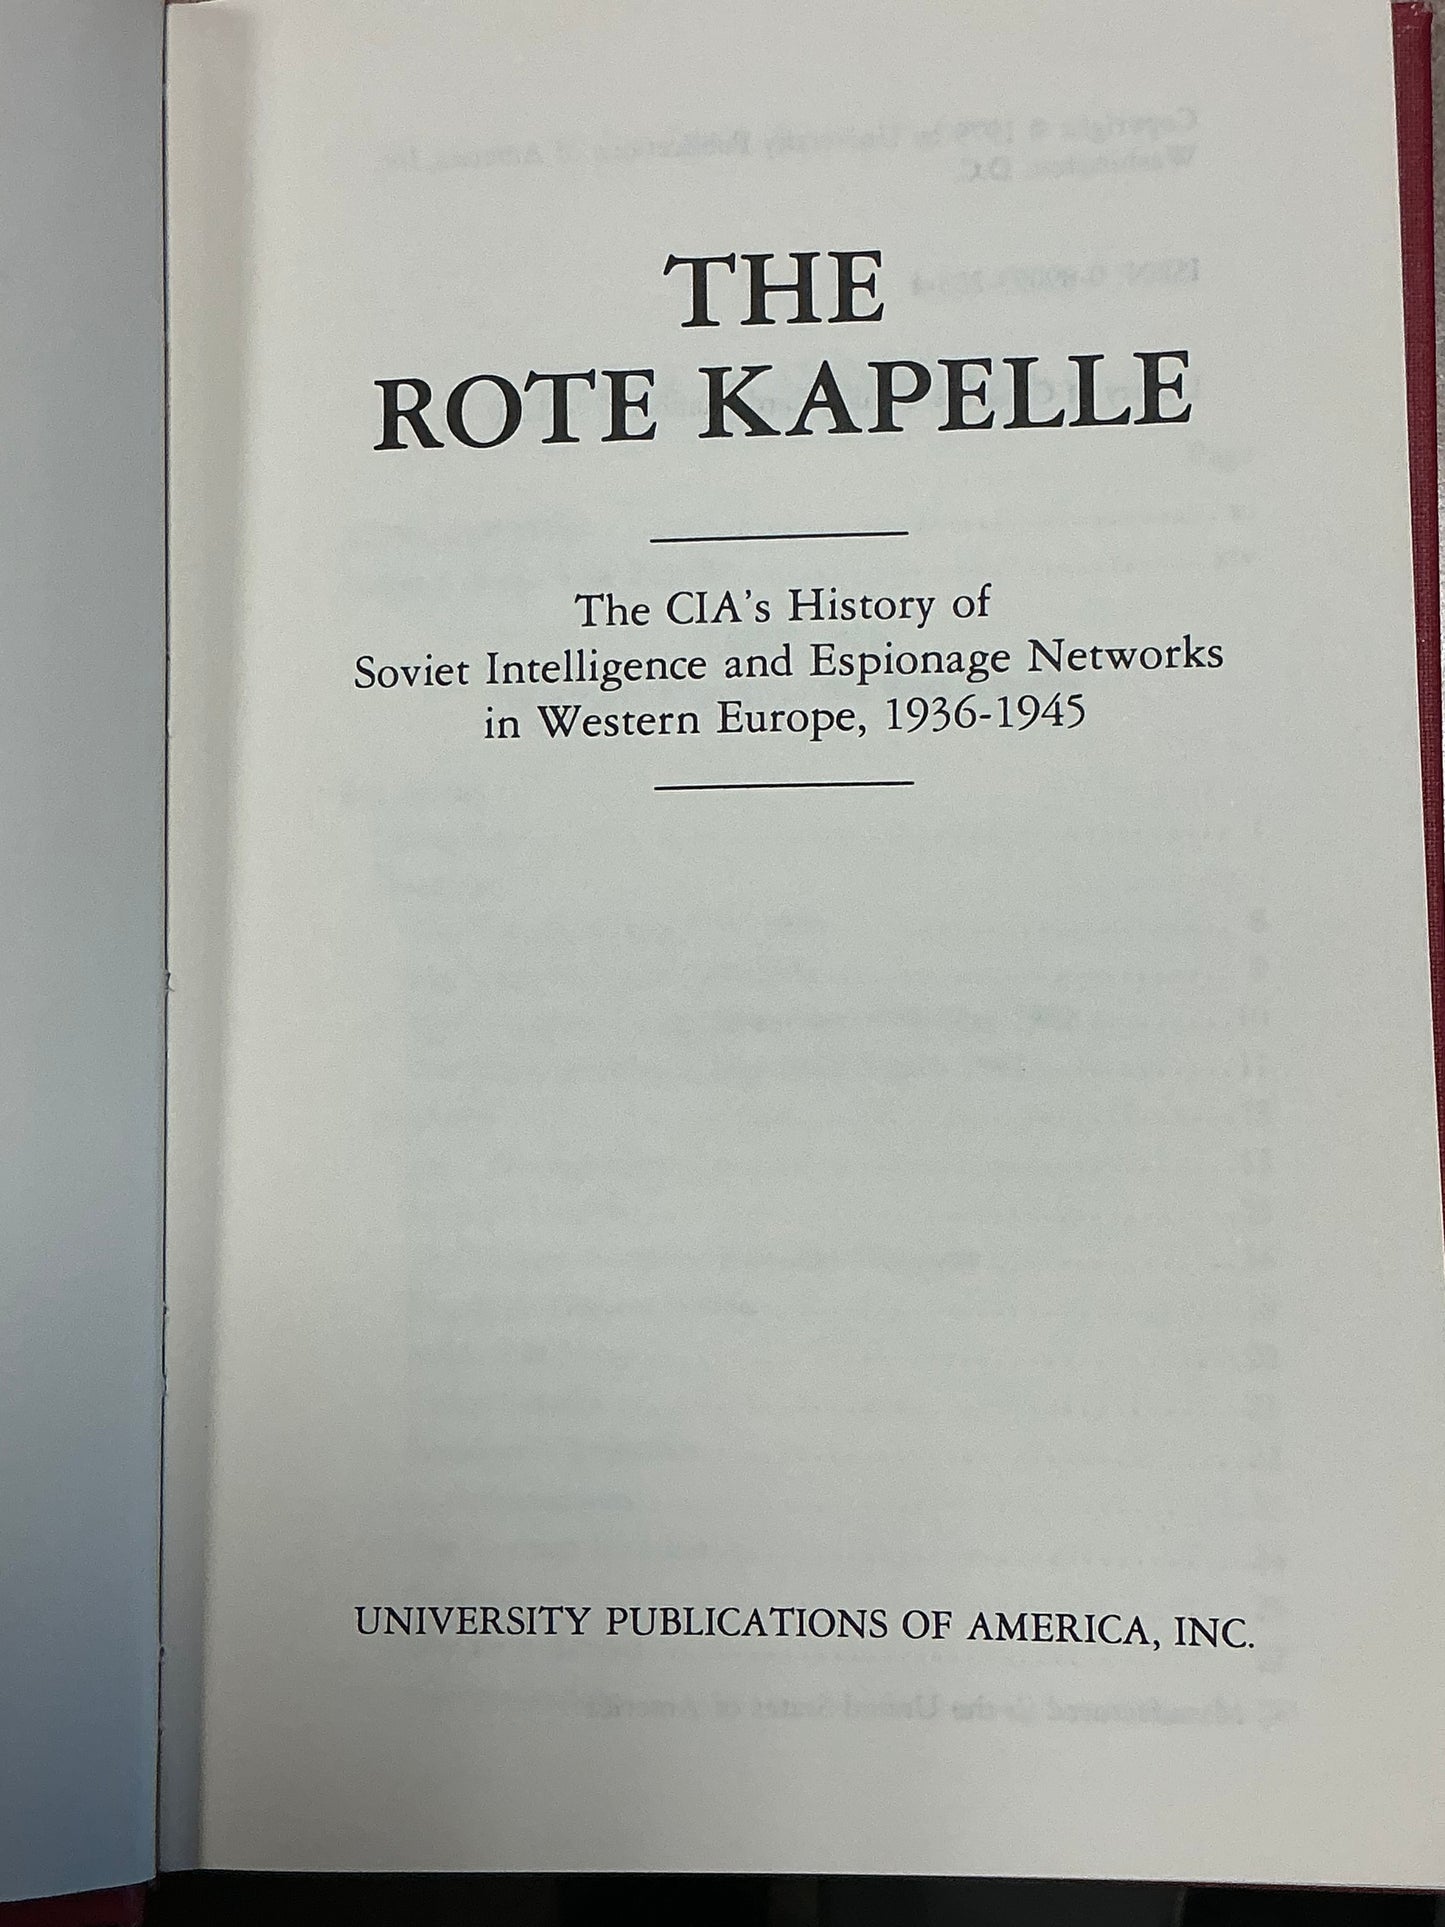 THE
ROTE KAPELLE
The CIA's History of
Soviet Intelligence and Espionage Networks
in Western Europe, 1936-1945
UNIVERSITY PUBLICATIONS OF AMERICA, INC.